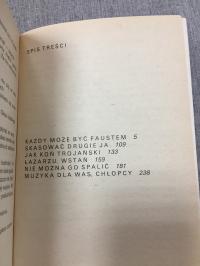 SPIS TREŚCI
KAŻDY MOŻE BYĆ FAUSTEM 5
SKASOWAĆ DRUGIE JA 109
JAK KOŃ TROJAŃSKI 133
ŁAZARZU, WSTAŃ 159
NIE MOŻNA GO SPALIĆ 181
MUZYKA DLA WAS, CHŁOPCY 238